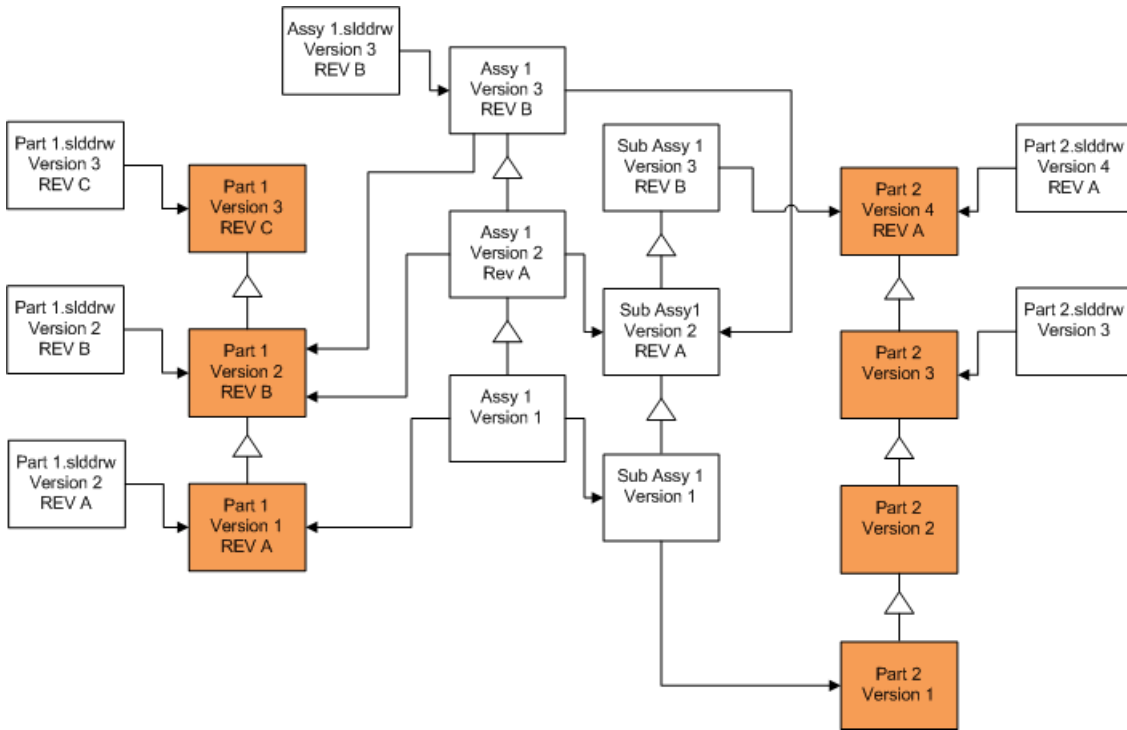 Assy 1.slddrw
Version 3
REV B
Assy 1
Version 3
REV B
Part 1.slddrw
Version 3
REV C
Part 1
Version 3
REV C
Sub Assy 1
Version 3
REV B
Part 2
Version 4
REV A
Part 2.slddrw
Version 4
REV A
Assy 1
Version 2
Rev A
Part 1.slddrw
Version 2
REV B
Part 1
Version 2
REV B
Sub Assy1
Version 2
REV A
Part 2
Version 3
Part 2.slddrw
Version 3
Assy 1
Version 1
Part 1.slddrw
Version 2
REV A
Part 1
Version 1
REV A
Sub Assy 1
Version 1
Part 2
Version 2
Part 2
Version 1